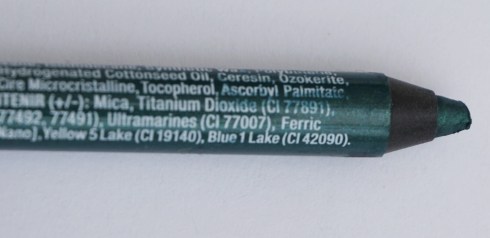 Hydrogenated Cottonseed Oil, Ceresin, Ozokerite,
Cire Microcristalline, Tocopherol, Ascorbyl Palmitate
TENIR (+/-): Mica, Titanium Dioxide (CI 77891),
77492, 77491), Ultramarines (CI 77007), Ferric
Nano], Yellow 5 Lake (CI 19140), Blue 1 Lake (CI 42090).